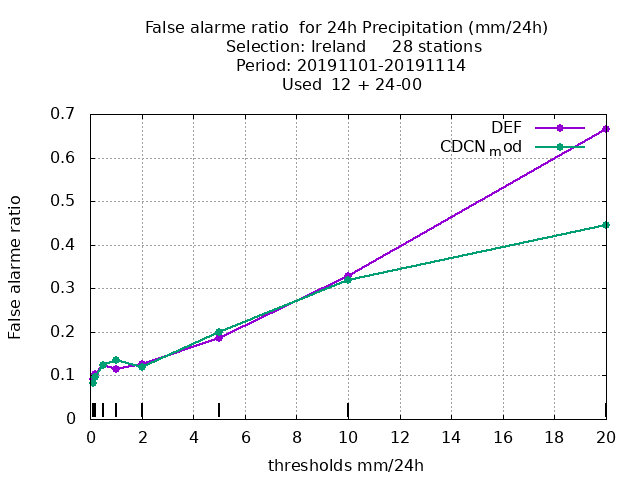 False alarme ratio  for 24h Precipitation (mm/24h)
Selection: Ireland     28 stations
Period: 20191101-20191114
Used  12 + 24-00
DEF
CDCN_mod
False alarme ratio
0.7
0.6
0.5
0.4
0.3
0.2
0.1
0
0 2 4 6 8 10 12 14 16 18 20
thresholds mm/24h